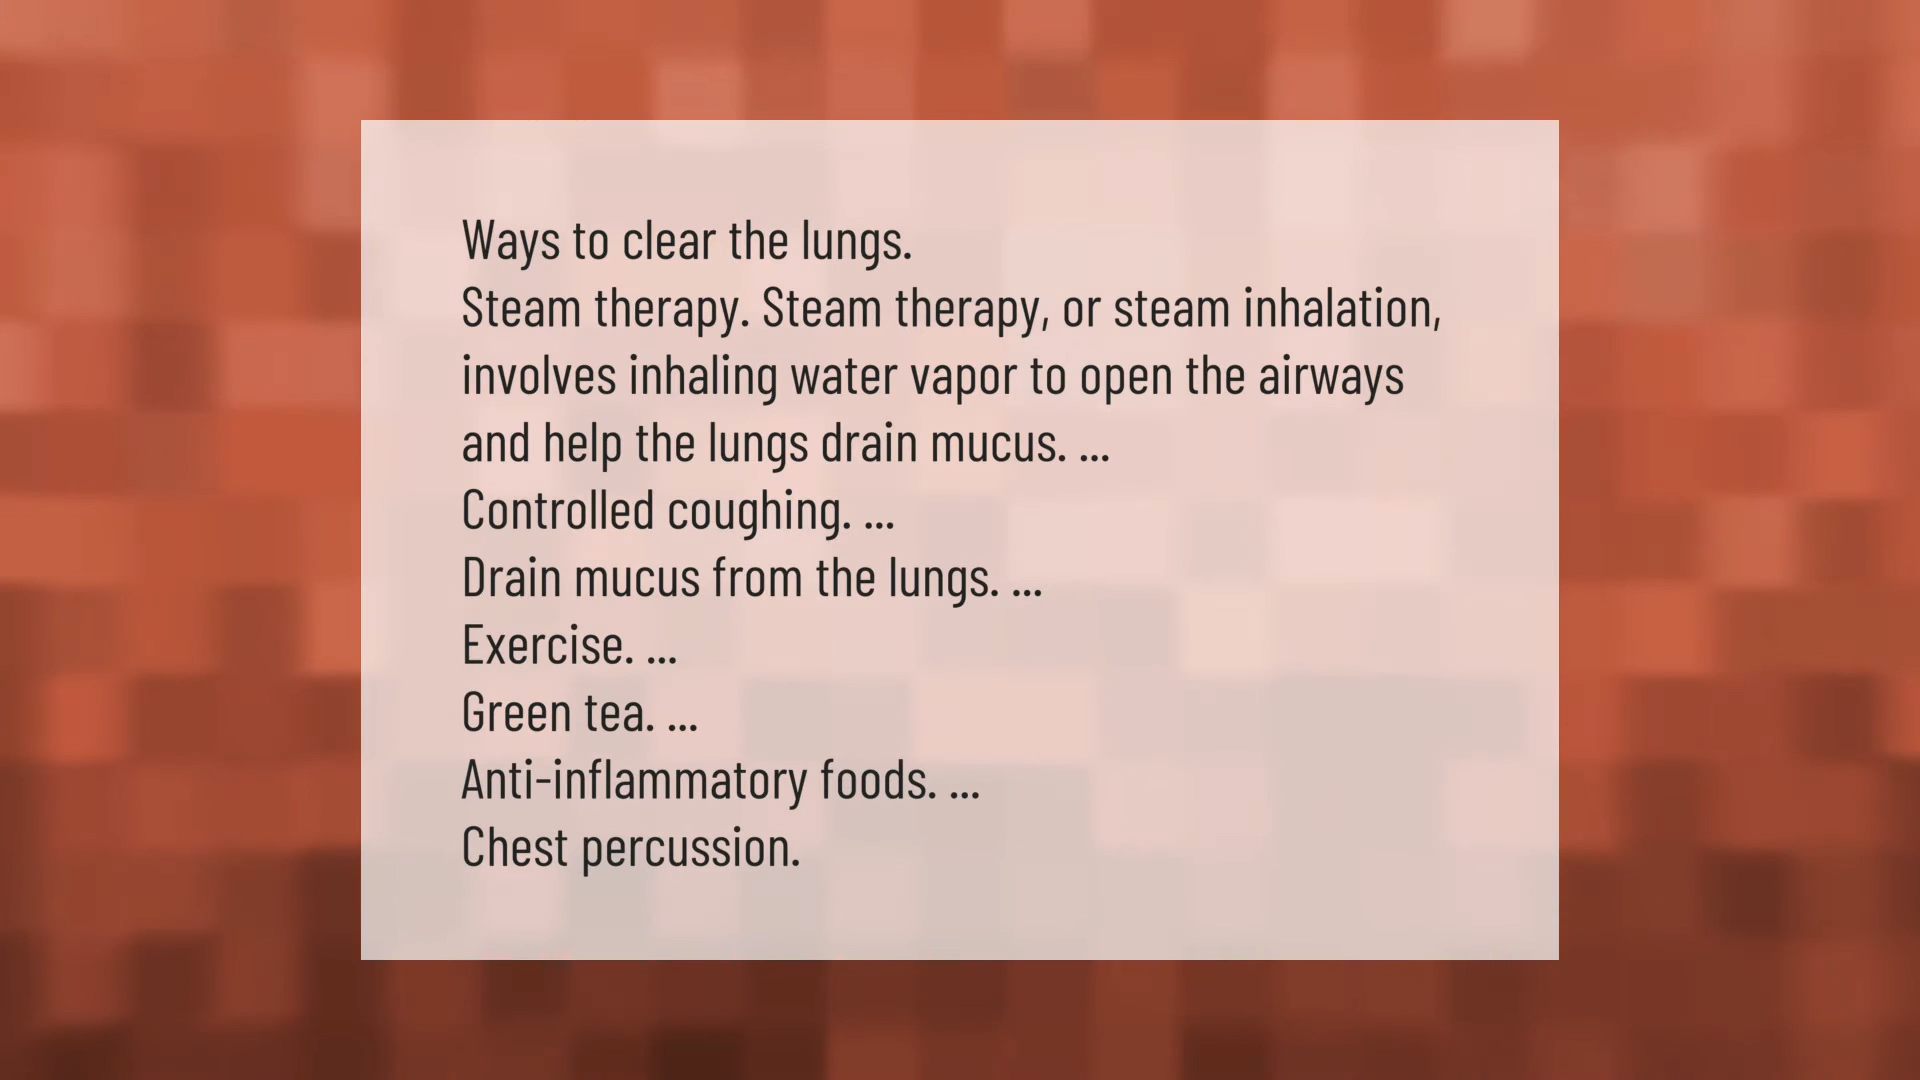 Ways to clear the lungs.
Steam therapy. Steam therapy, or steam inhalation,
involves inhaling water vapor to open the airways
and help the lungs drain mucus. ...
Controlled coughing. ...
Drain mucus from the lungs. ...
Exercise. ...
Green tea. ...
Anti-inflammatory foods. ...
Chest percussion.